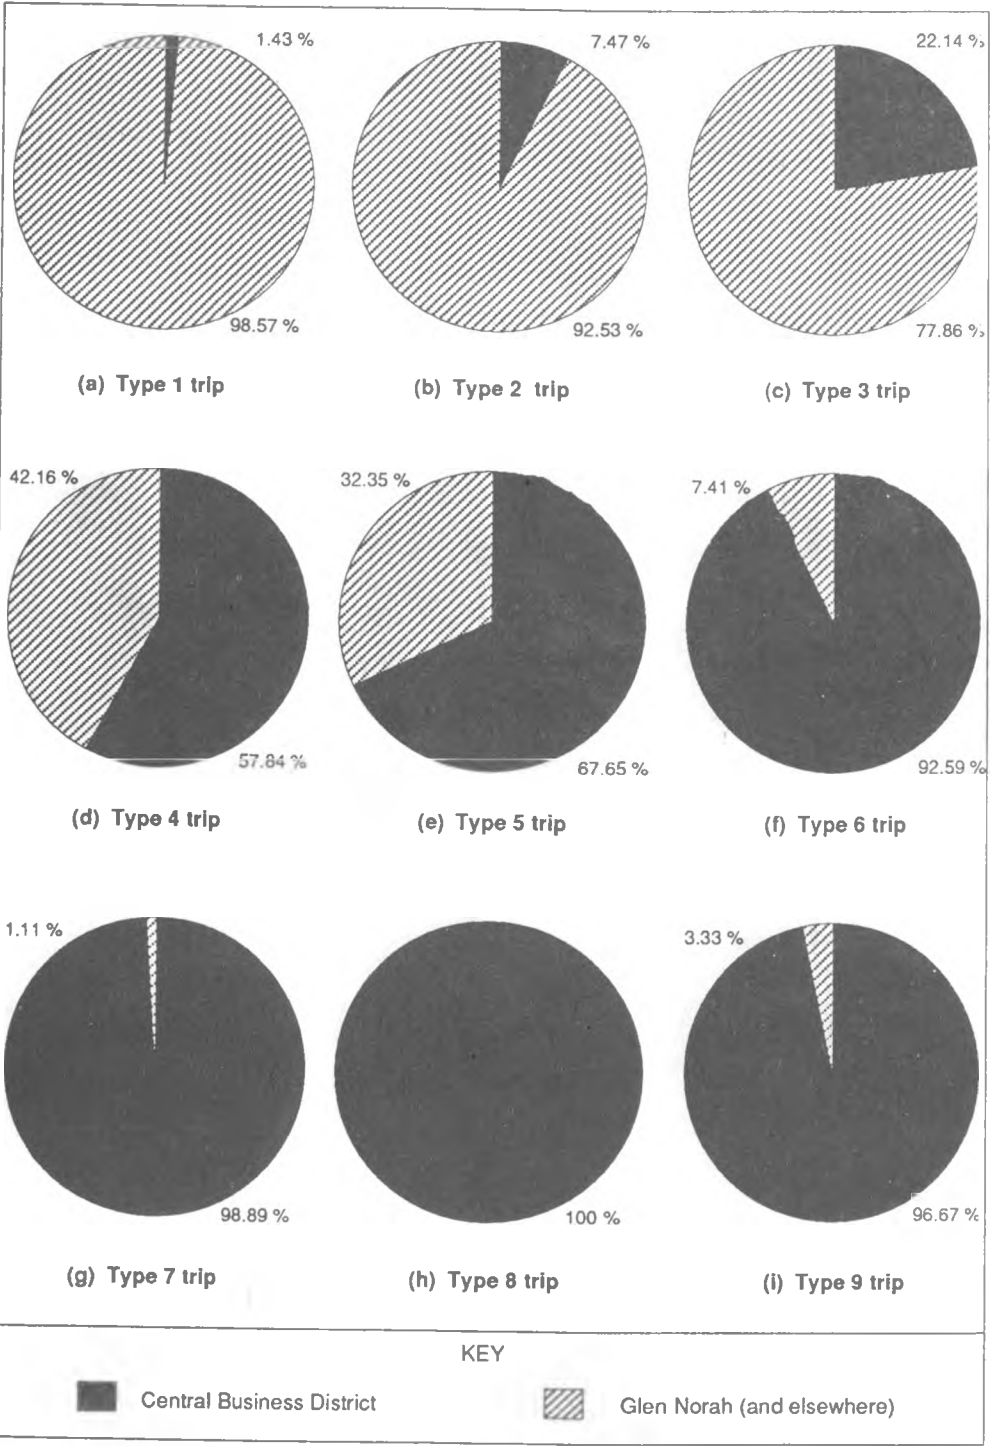 1.43 %
7.47 %
22.14 %
98.57 %
92.53 %
77.86 %
(a) Type 1 trip
(b) Type 2 trip
(c) Type 3 trip
42.16 %
32.35 %
7.41 %
57.84 %
67.65 %
92.59 %
(d) Type 4 trip
(e) Type 5 trip
(f) Type 6 trip
1.11 %
3.33 %
98.89 %
100 %
96.67 %
(g) Type 7 trip
(h) Type 8 trip
(i) Type 9 trip
KEY
Central Business District
Glen Norah (and elsewhere)